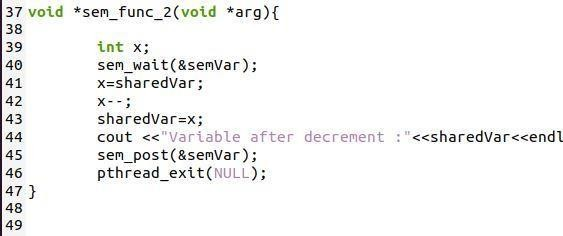 37 void *sem_func_2(void *arg){
38
39 int x;
40 sem_wait(&semVar);
41 x=sharedVar;
42 x--;
43 sharedVar=x;
44 cout <<"Variable after decrement :"<<sharedVar<<endl
45 sem_post(&semVar);
46 pthread_exit(NULL);
47 }
48
49